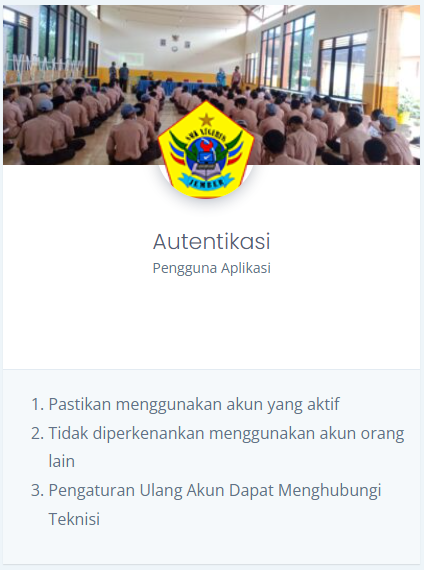 SMK NEGERI 5
JEMBER
Autentikasi
Pengguna Aplikasi
1. Pastikan menggunakan akun yang aktif
2. Tidak diperkenankan menggunakan akun orang
lain
3. Pengaturan Ulang Akun Dapat Menghubungi
Teknisi